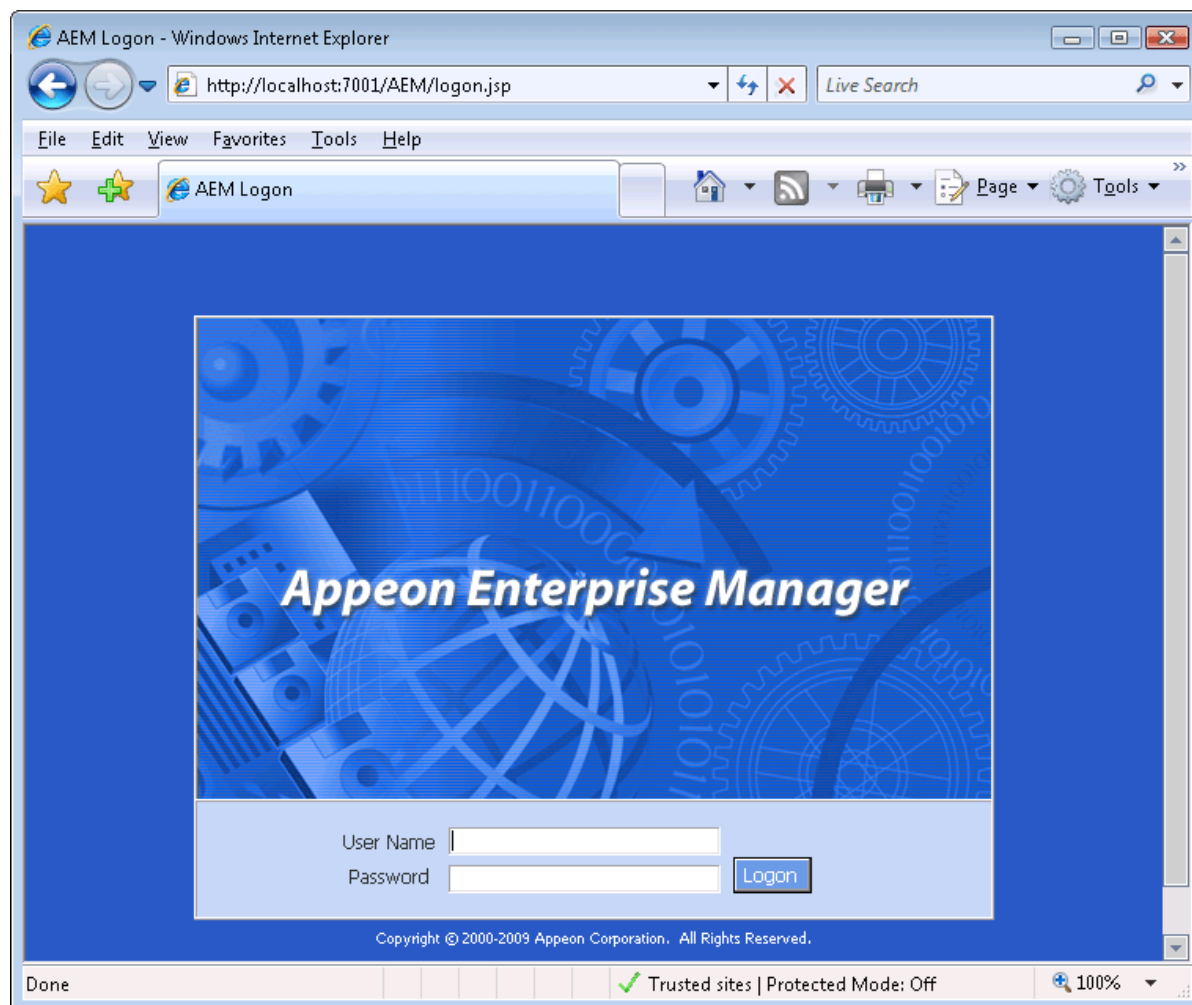 AEM Logon - Windows Internet Explorer
http://localhost:7001/AEM/logon.jsp
Live Search
File Edit View Favorites Tools Help
AEM Logon
Page Tools
Appeon Enterprise Manager
User Name
Password
Logon
Copyright © 2000-2009 Appeon Corporation. All Rights Reserved.
Done
Trusted sites | Protected Mode: Off
100%